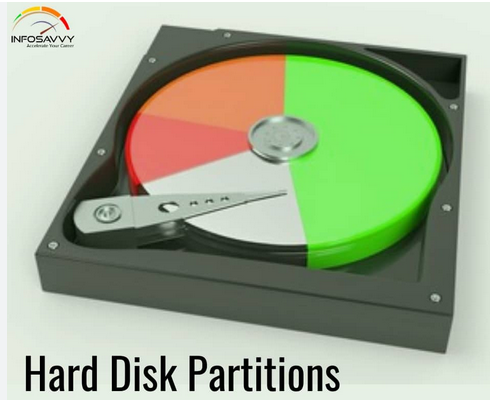 INFOSAVVY
Accelerate Your Career
Hard Disk Partitions